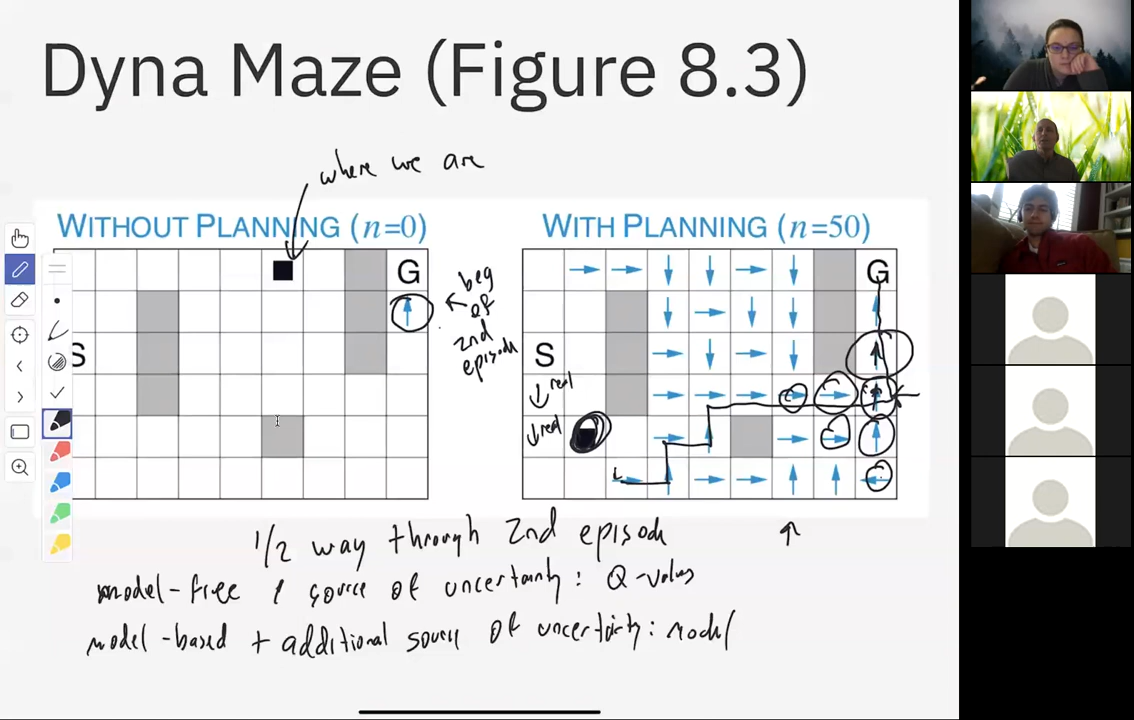 Dyna Maze (Figure 8.3)
where we are
WITHOUT PLANNING (n=0)
WITH PLANNING (n=50)
G
G
beg
of
2nd
episode
S
S
real
real
1/2 way through 2nd episode
model-free 1 source of uncertainty: Q-values
model-based + additional source of uncertainty: model